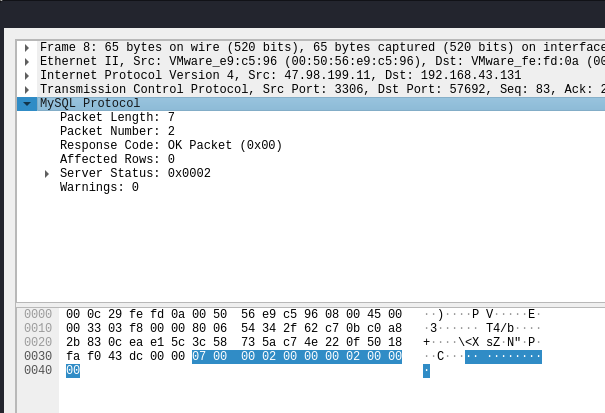 Frame 8: 65 bytes on wire (520 bits), 65 bytes captured (520 bits) on interface
Ethernet II, Src: VMware_e9:c5:96 (00:50:56:e9:c5:96), Dst: VMware_fe:fd:0a (00
Internet Protocol Version 4, Src: 47.98.199.11, Dst: 192.168.43.131
Transmission Control Protocol, Src Port: 3306, Dst Port: 57692, Seq: 83, Ack: 2
MySQL Protocol
Packet Length: 7
Packet Number: 2
Response Code: OK Packet (0x00)
Affected Rows: 0
Server Status: 0x0002
Warnings: 0
0000 00 0c 29 fe fd 0a 00 50 56 e9 c5 96 08 00 45 00 ··)····P V·····E·
0010 00 33 03 f8 00 00 80 06 54 34 2f 62 c7 0b c0 a8 ·3······ T4/b····
0020 2b 83 0c ea e1 5c 3c 58 73 5a c7 4e 22 0f 50 18 +····\<X sZ·N"·P·
0030 fa f0 43 dc 00 00 07 00 00 02 00 00 00 02 00 00 ··C····· ········
0040 00 ·